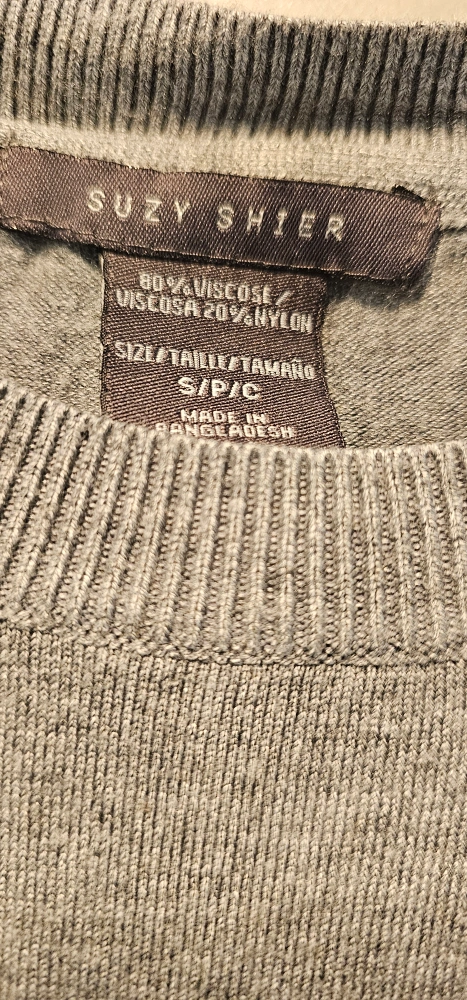 SUZY SHIER
80% VISCOSE/
VISCOSA 20% NYLON
SIZE/TAILLE/TAMAÑO
S/P/C
MADE IN
BANGLADESH